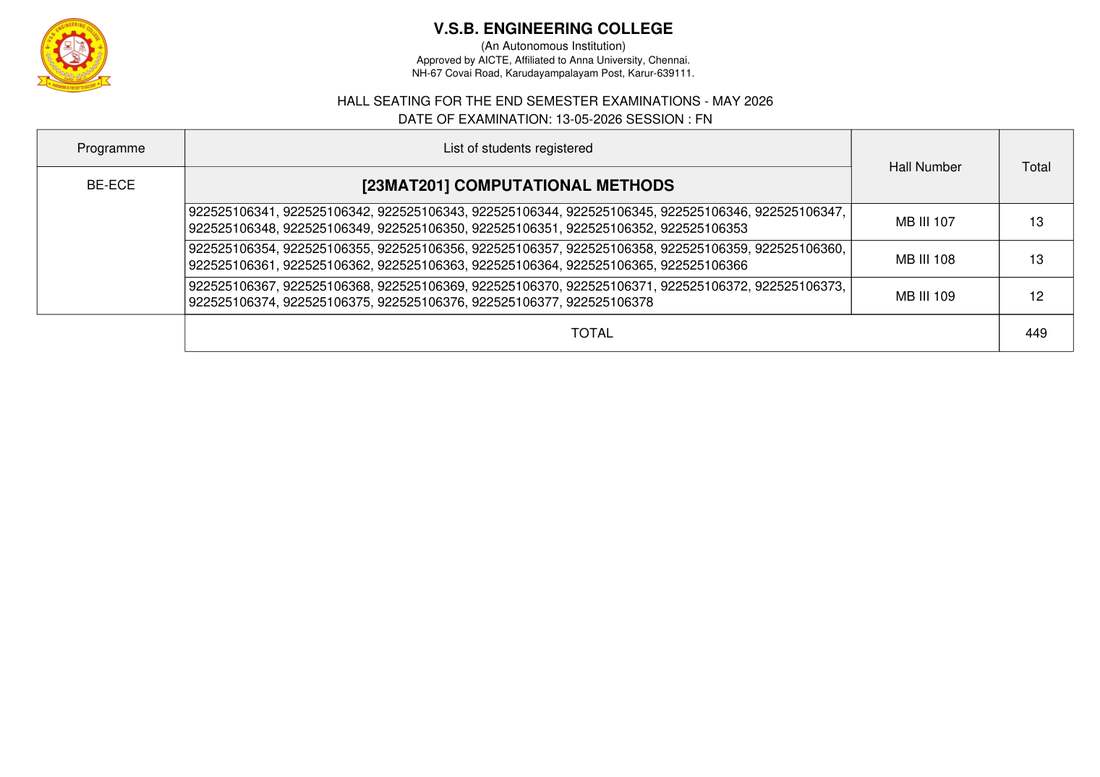 V.S.B. ENGINEERING COLLEGE
(An Autonomous Institution)
Approved by AICTE, Affiliated to Anna University, Chennai.
NH-67 Covai Road, Karudayampalayam Post, Karur-639111.
HALL SEATING FOR THE END SEMESTER EXAMINATIONS - MAY 2026
DATE OF EXAMINATION: 13-05-2026 SESSION : FN
Programme
List of students registered
Hall Number
Total
BE-ECE
[23MAT201] COMPUTATIONAL METHODS
922525106341, 922525106342, 922525106343, 922525106344, 922525106345, 922525106346, 922525106347,
922525106348, 922525106349, 922525106350, 922525106351, 922525106352, 922525106353
MB III 107
13
922525106354, 922525106355, 922525106356, 922525106357, 922525106358, 922525106359, 922525106360,
922525106361, 922525106362, 922525106363, 922525106364, 922525106365, 922525106366
MB III 108
13
922525106367, 922525106368, 922525106369, 922525106370, 922525106371, 922525106372, 922525106373,
922525106374, 922525106375, 922525106376, 922525106377, 922525106378
MB III 109
12
TOTAL
449